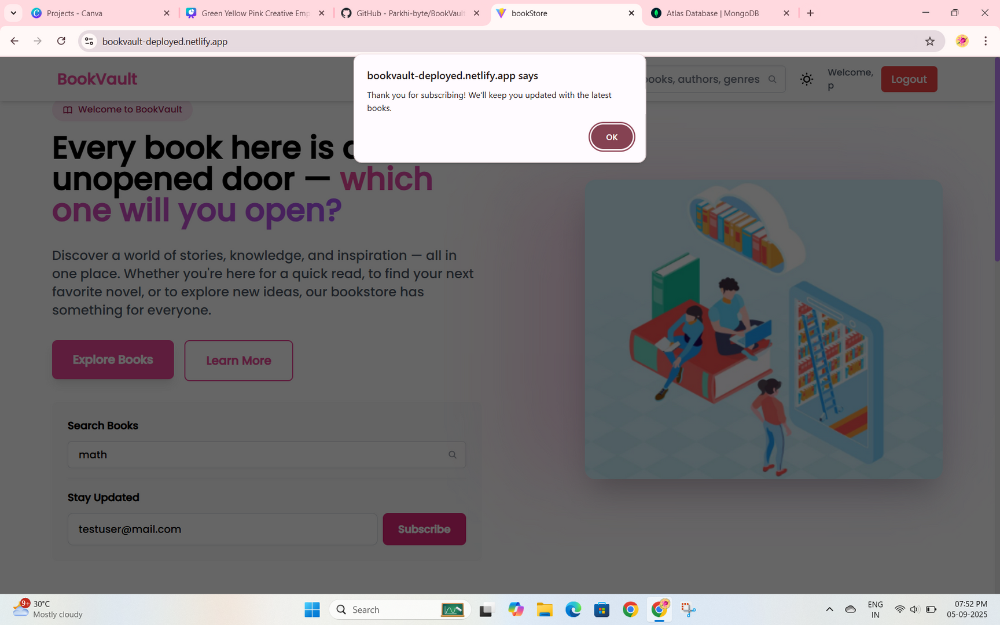 Projects - Canva
Green Yellow Pink Creative Emp
GitHub - Parkhi-byte/BookVault
bookStore
Atlas Database | MongoDB
bookvault-deployed.netlify.app
BookVault
books, authors, genres
Welcome,
p
Logout
bookvault-deployed.netlify.app says
Thank you for subscribing! We'll keep you updated with the latest
books.
OK
Welcome to BookVault
Every book here is
unopened door — which
one will you open?
Discover a world of stories, knowledge, and inspiration — all in
one place. Whether you're here for a quick read, to find your next
favorite novel, or to explore new ideas, our bookstore has
something for everyone.
Explore Books
Learn More
Search Books
math
Stay Updated
testuser@mail.com
Subscribe
9+
30°C
Mostly cloudy
Search
ENG
IN
07:52 PM
05-09-2025